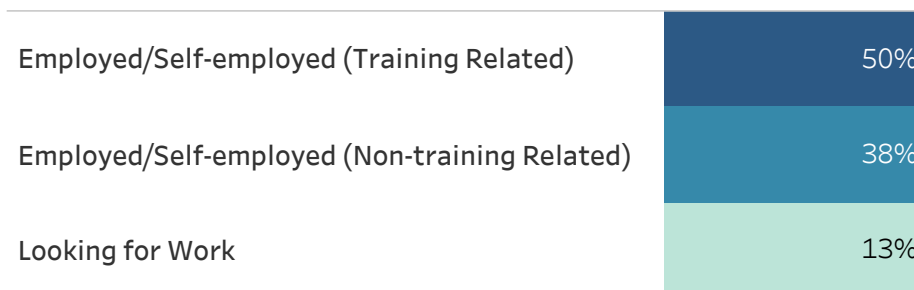 Employed/Self-employed (Training Related) 50%
Employed/Self-employed (Non-training Related) 38%
Looking for Work 13%